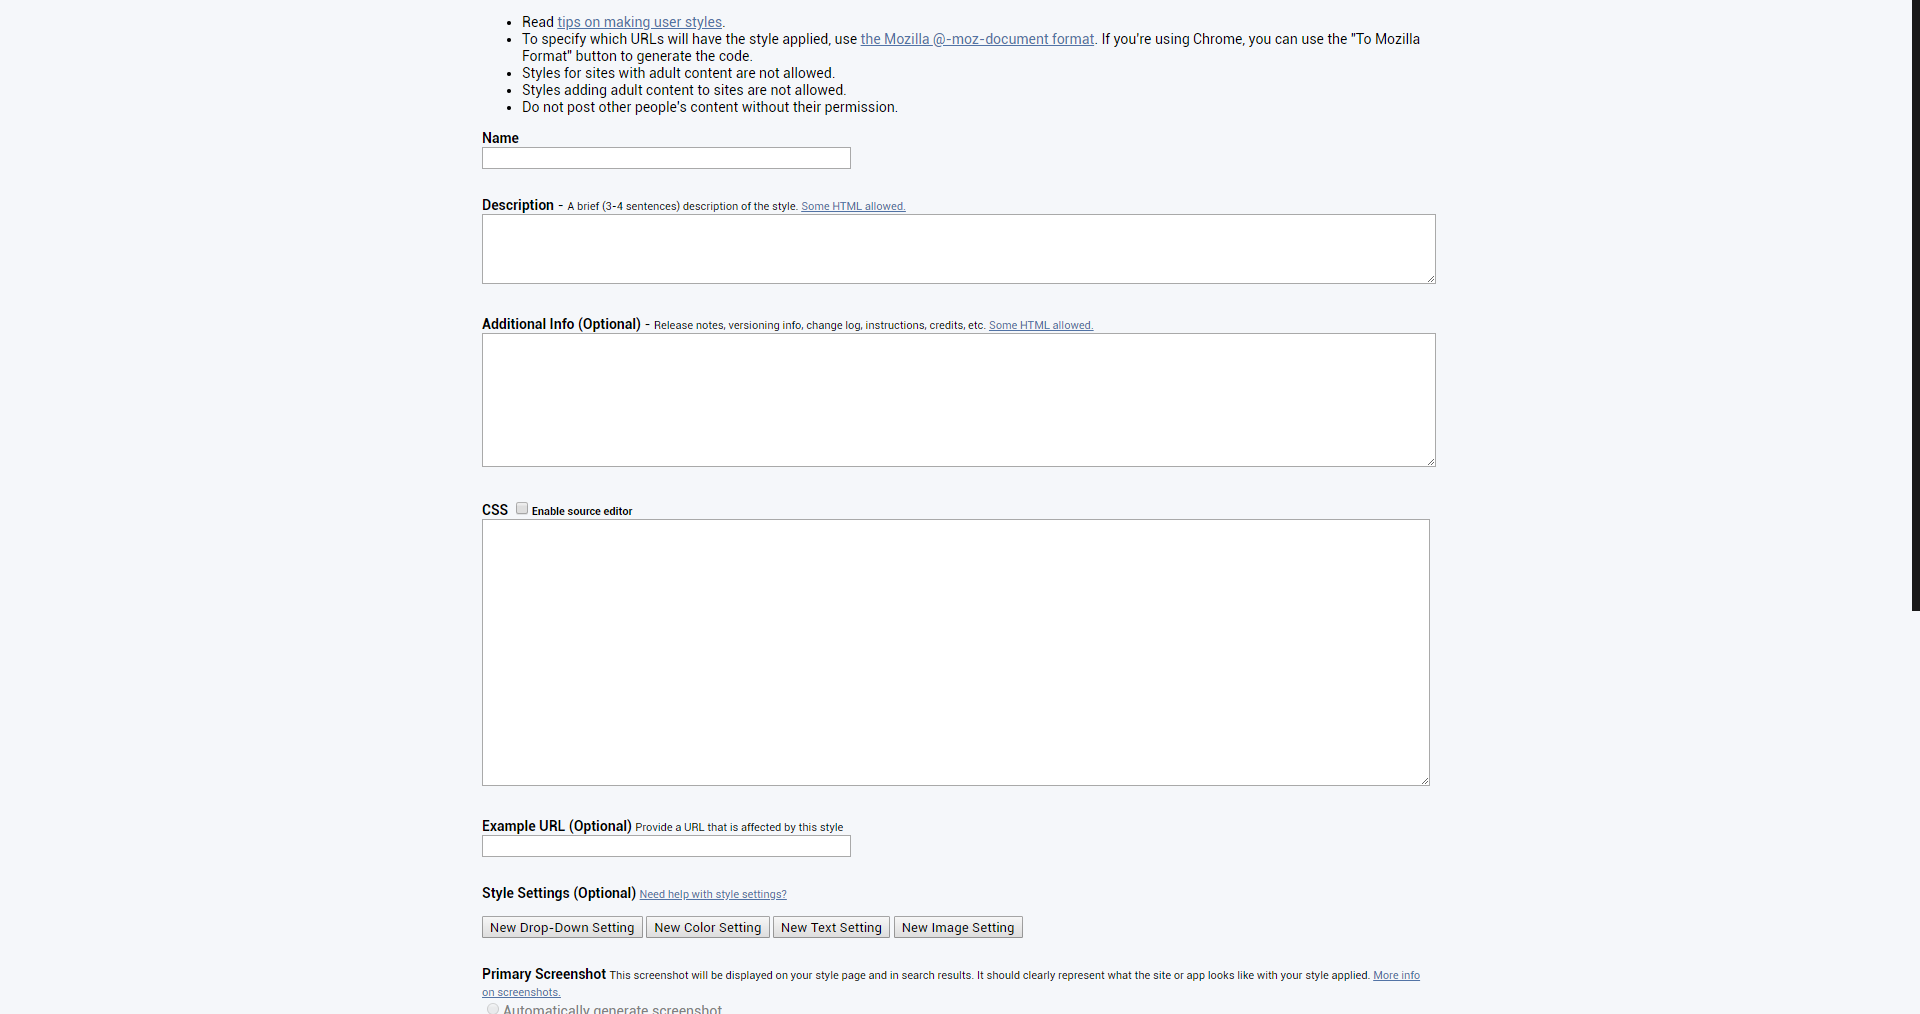 Read tips on making user styles.
To specify which URLs will have the style applied, use the Mozilla @-moz-document format. If you're using Chrome, you can use the "To Mozilla
Format" button to generate the code.
Styles for sites with adult content are not allowed.
Styles adding adult content to sites are not allowed.
Do not post other people's content without their permission.
Name
Description - A brief (3-4 sentences) description of the style. Some HTML allowed.
Additional Info (Optional) - Release notes, versioning info, change log, instructions, credits, etc. Some HTML allowed.
CSS Enable source editor
Example URL (Optional) Provide a URL that is affected by this style
Style Settings (Optional) Need help with style settings?
New Drop-Down Setting New Color Setting New Text Setting New Image Setting
Primary Screenshot This screenshot will be displayed on your style page and in search results. It should clearly represent what the site or app looks like with your style applied. More info
on screenshots.
Automatically generate screenshot